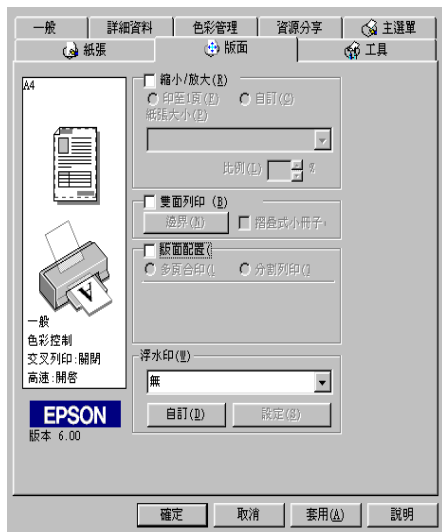 一般 詳細資料 色彩管理 資源分享 主選單
紙張 版面 工具
A4
縮小/放大(R)
印至1頁(F) 自訂(C)
紙張大小(P)
比例(L) %
雙面列印 (B)
邊界(N) 摺疊式小冊子
版面配置(
多頁合印( 分割列印(
一般
色彩控制
交叉列印:關閉
高速:開啓
浮水印(W)
無
自訂(D) 設定(S)
EPSON
版本 6.00
確定 取消 套用(A) 說明